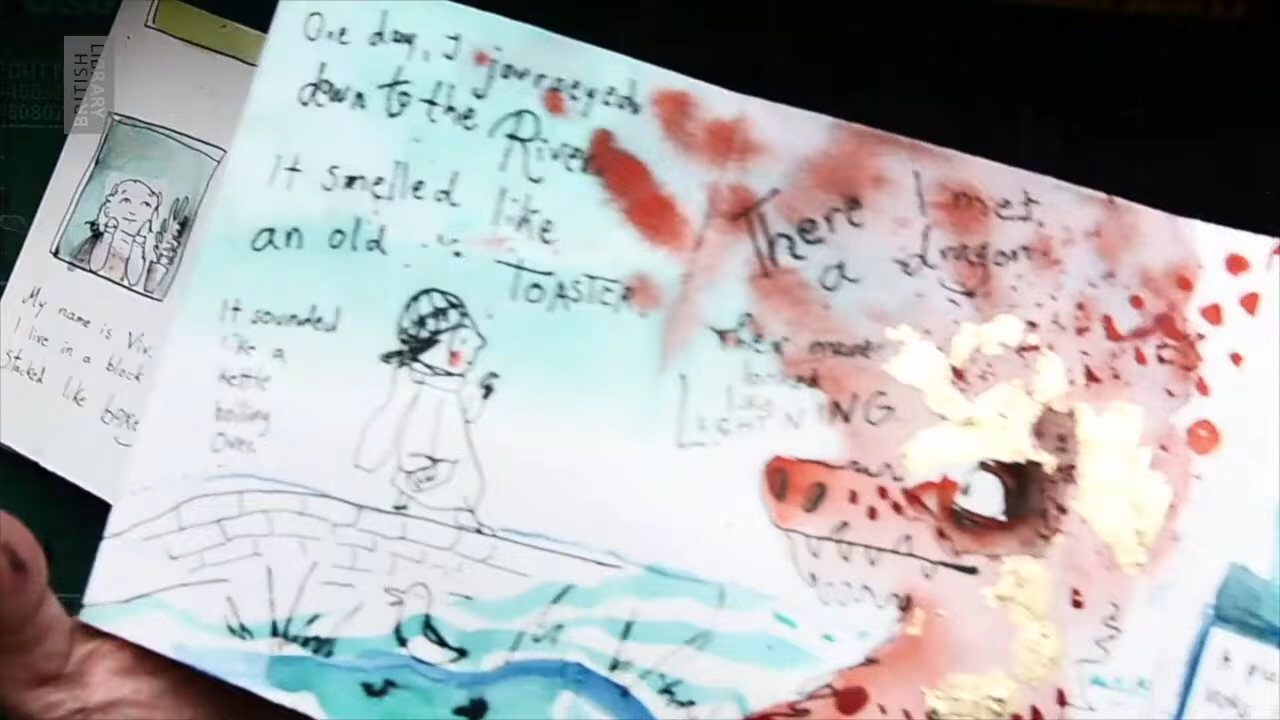 One day, I journeyed
down to the River
It smelled like
an old
TOASTER
It sounded
like a
kettle
boiling
over
There I met
a dragon
LIGHTNING
My name is Viv.
I live in a block
stacked like
BRITISH
LIBRARY